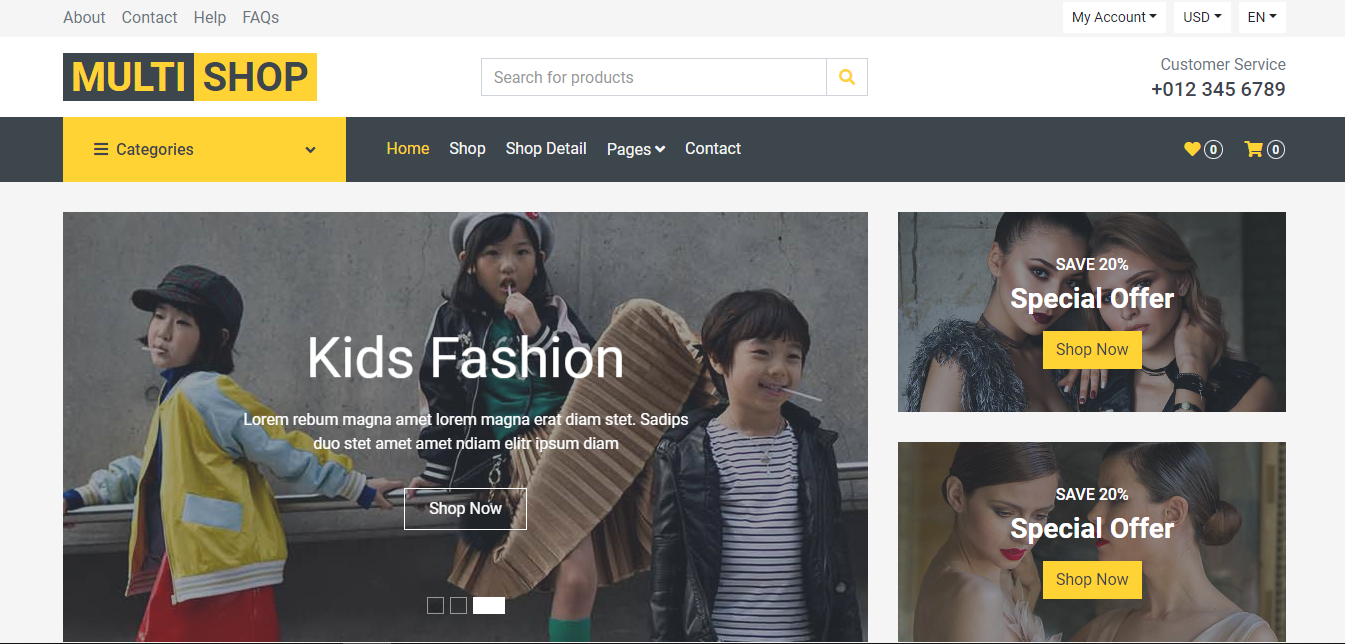 About Contact Help FAQs
My Account USD EN
MULTI SHOP
Search for products
Customer Service
+012 345 6789
Categories
Home Shop Shop Detail Pages Contact
0 0
Kids Fashion
Lorem rebum magna amet lorem magna erat diam stet. Sadips
duo stet amet amet ndiam elitr ipsum diam
Shop Now
SAVE 20%
Special Offer
Shop Now
SAVE 20%
Special Offer
Shop Now